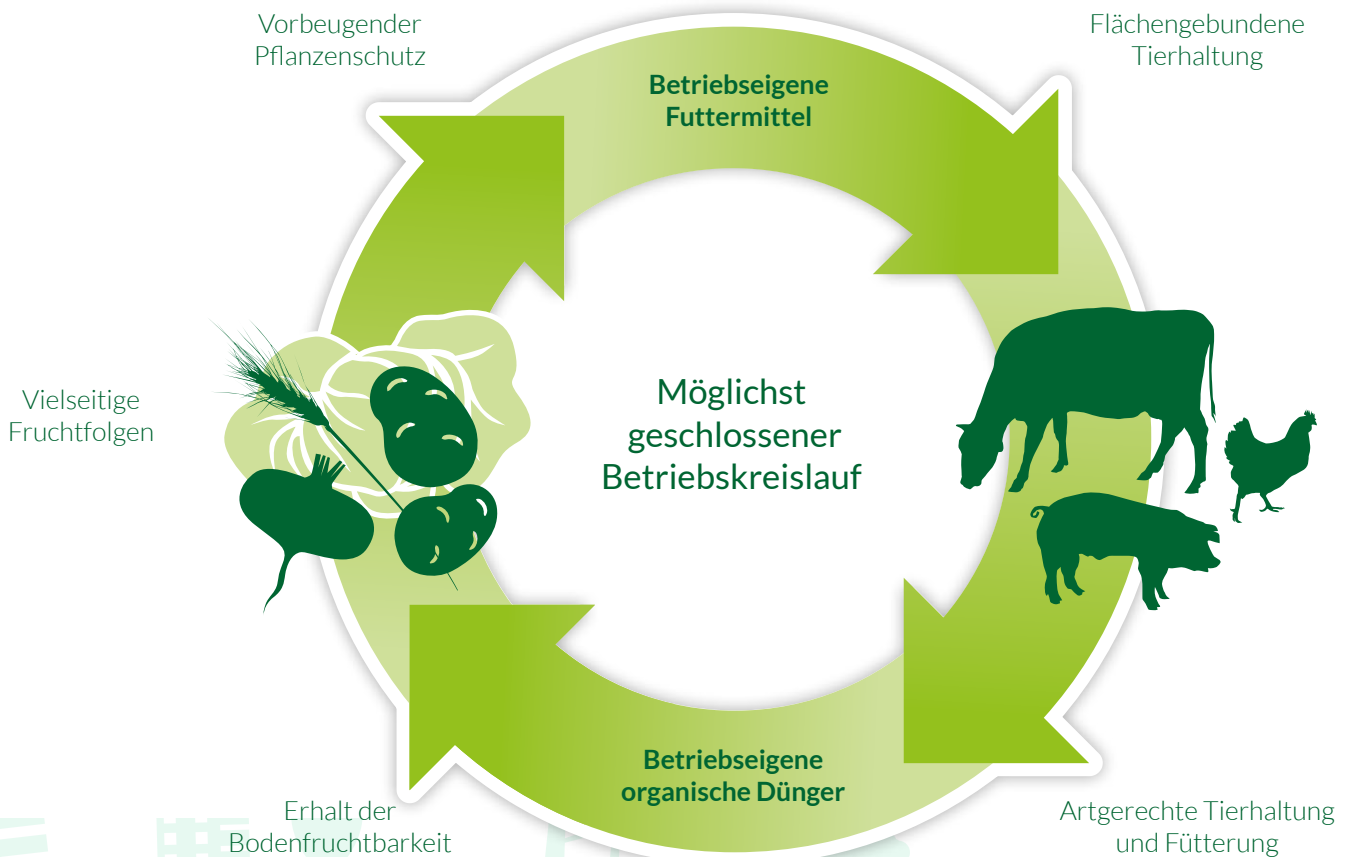 Vorbeugender
Pflanzenschutz
Flächengebundene
Tierhaltung
Betriebseigene
Futtermittel
Vielseitige
Fruchtfolgen
Möglichst
geschlossener
Betriebskreislauf
Betriebseigene
organische Dünger
Erhalt der
Bodenfruchtbarkeit
Artgerechte Tierhaltung
und Fütterung